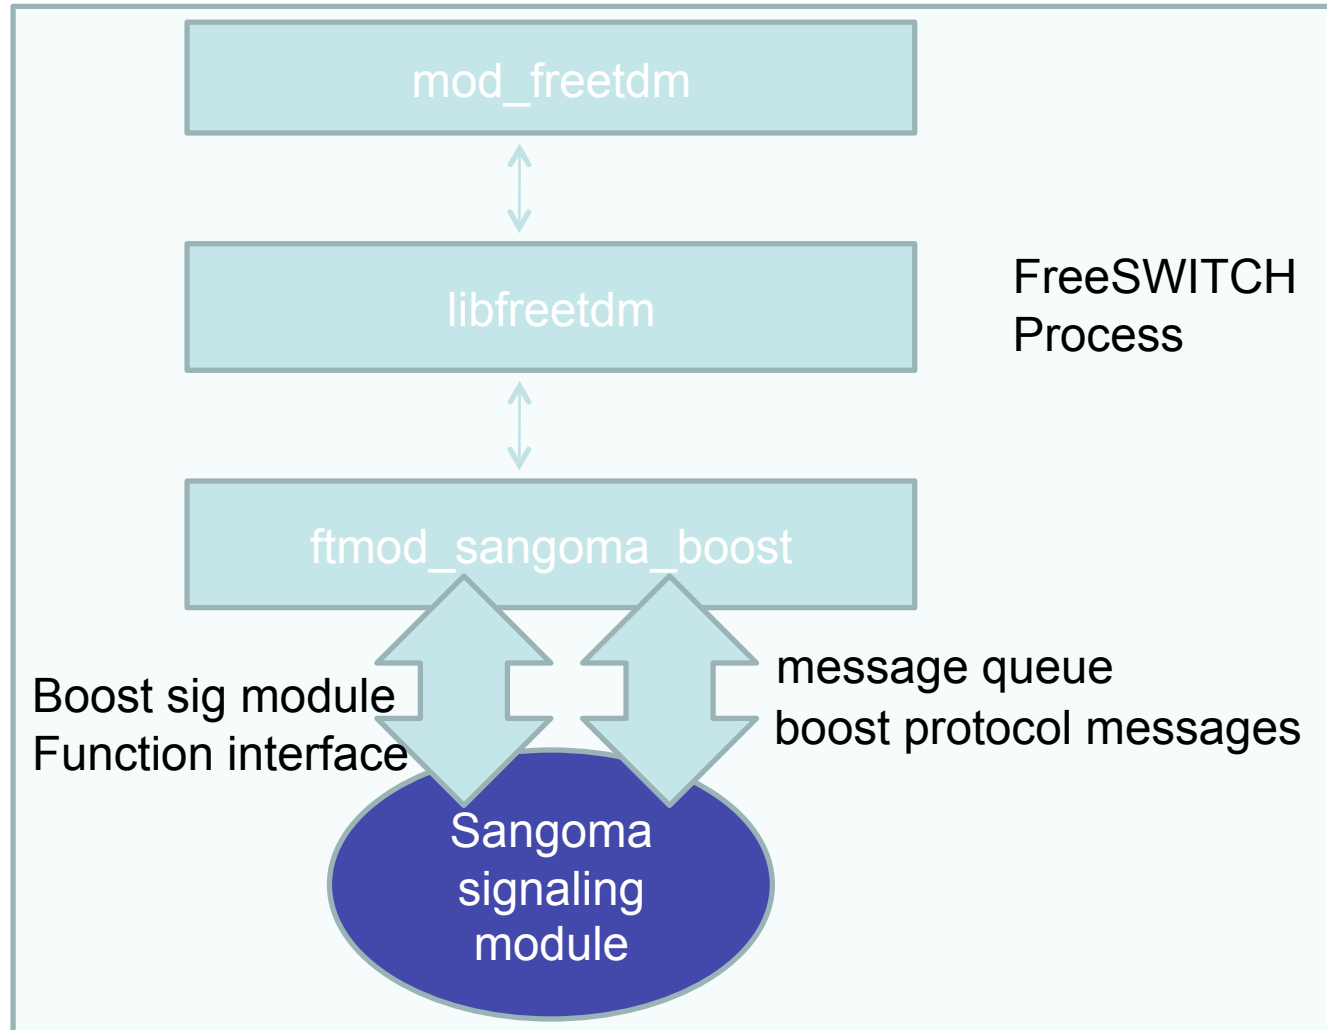 mod_freetdm
libfreetdm
FreeSWITCH
Process
ftmod_sangoma_boost
Boost sig module
Function interface
message queue
boost protocol messages
Sangoma
signaling
module